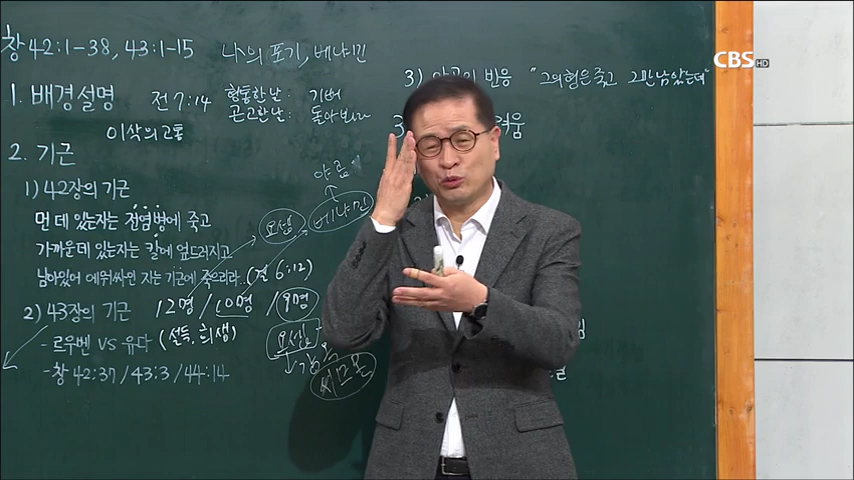 창 42:1-38, 43:1-15 나의 포기, 베냐민
1. 배경설명 전 7:14 형통한 날 : 기뻐
곤고한 날 : 돌아보라
이삭의 고통
2. 기근
1) 42장의 기근
먼 데 있는자는 전염병에 죽고
가까운데 있는자는 칼에 엎드러지고
남아있어 에워싸인 자는 기근에 죽으리라..(겔 6:12)
2) 43장의 기근 12명 / 10명 / 9명
- 르우벤 VS 유다 (설득, 희생)
- 창 42:37 / 43:3 / 44:14
야곱
요셉
베냐민
요셉
시므온
3) 반응 "그의 형은 죽고 그만 남았는데"
3
CBS HD